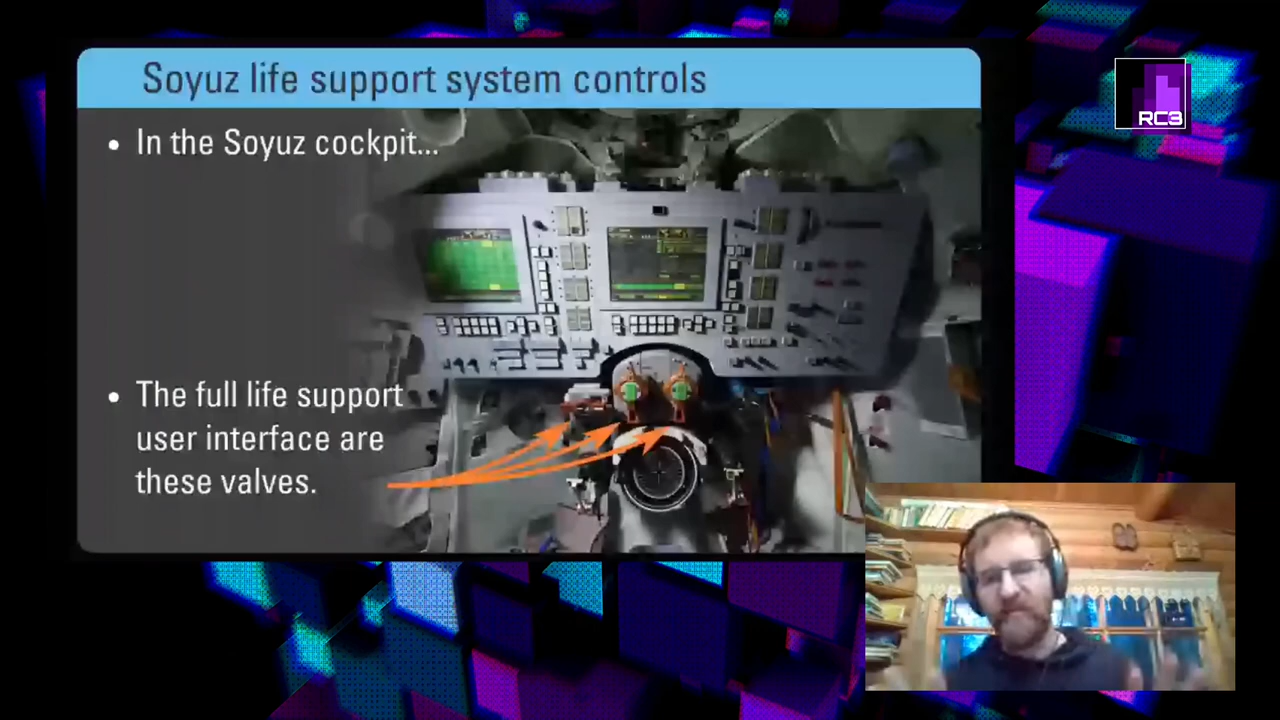 Soyuz life support system controls
RC3
• In the Soyuz cockpit...
• The full life support
user interface are
these valves.